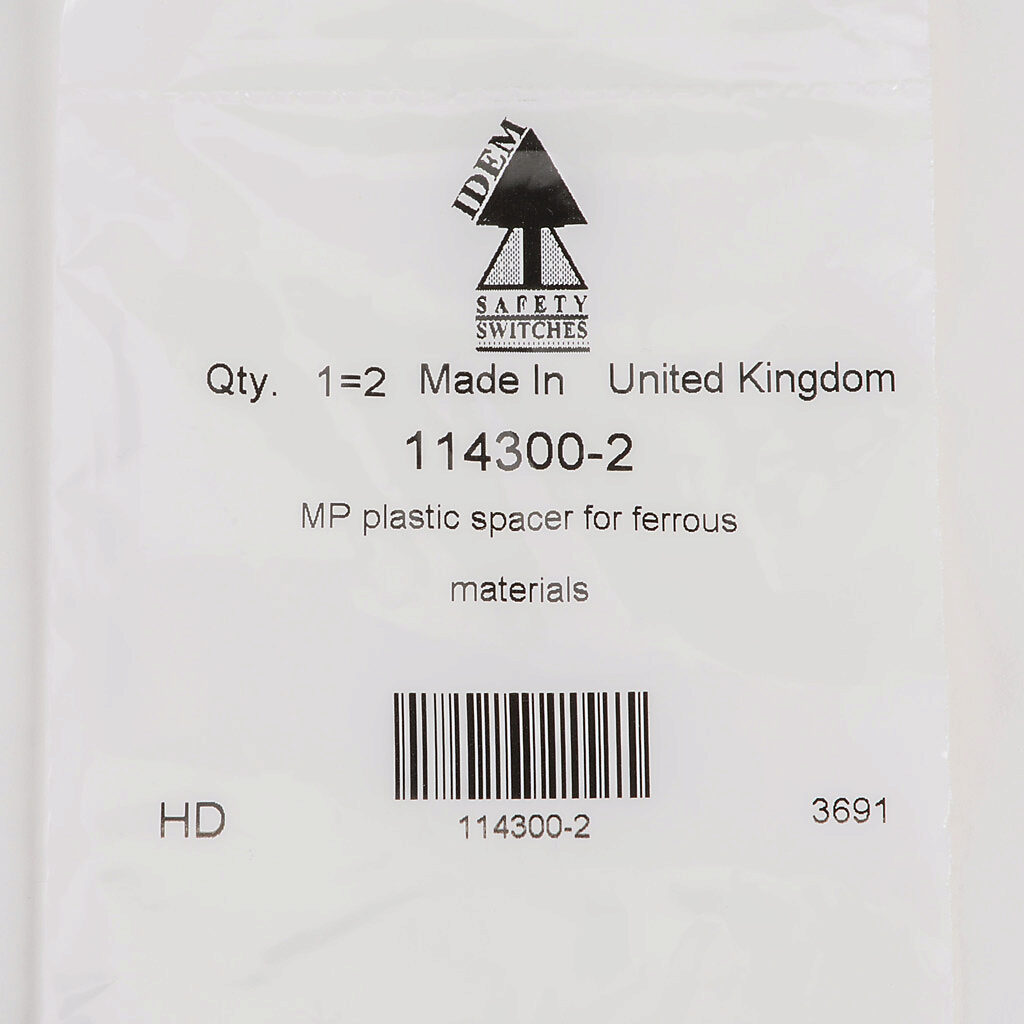 IDEM
SAFETY
SWITCHES
Qty. 1=2 Made In United Kingdom
114300-2
MP plastic spacer for ferrous
materials
HD
114300-2
3691